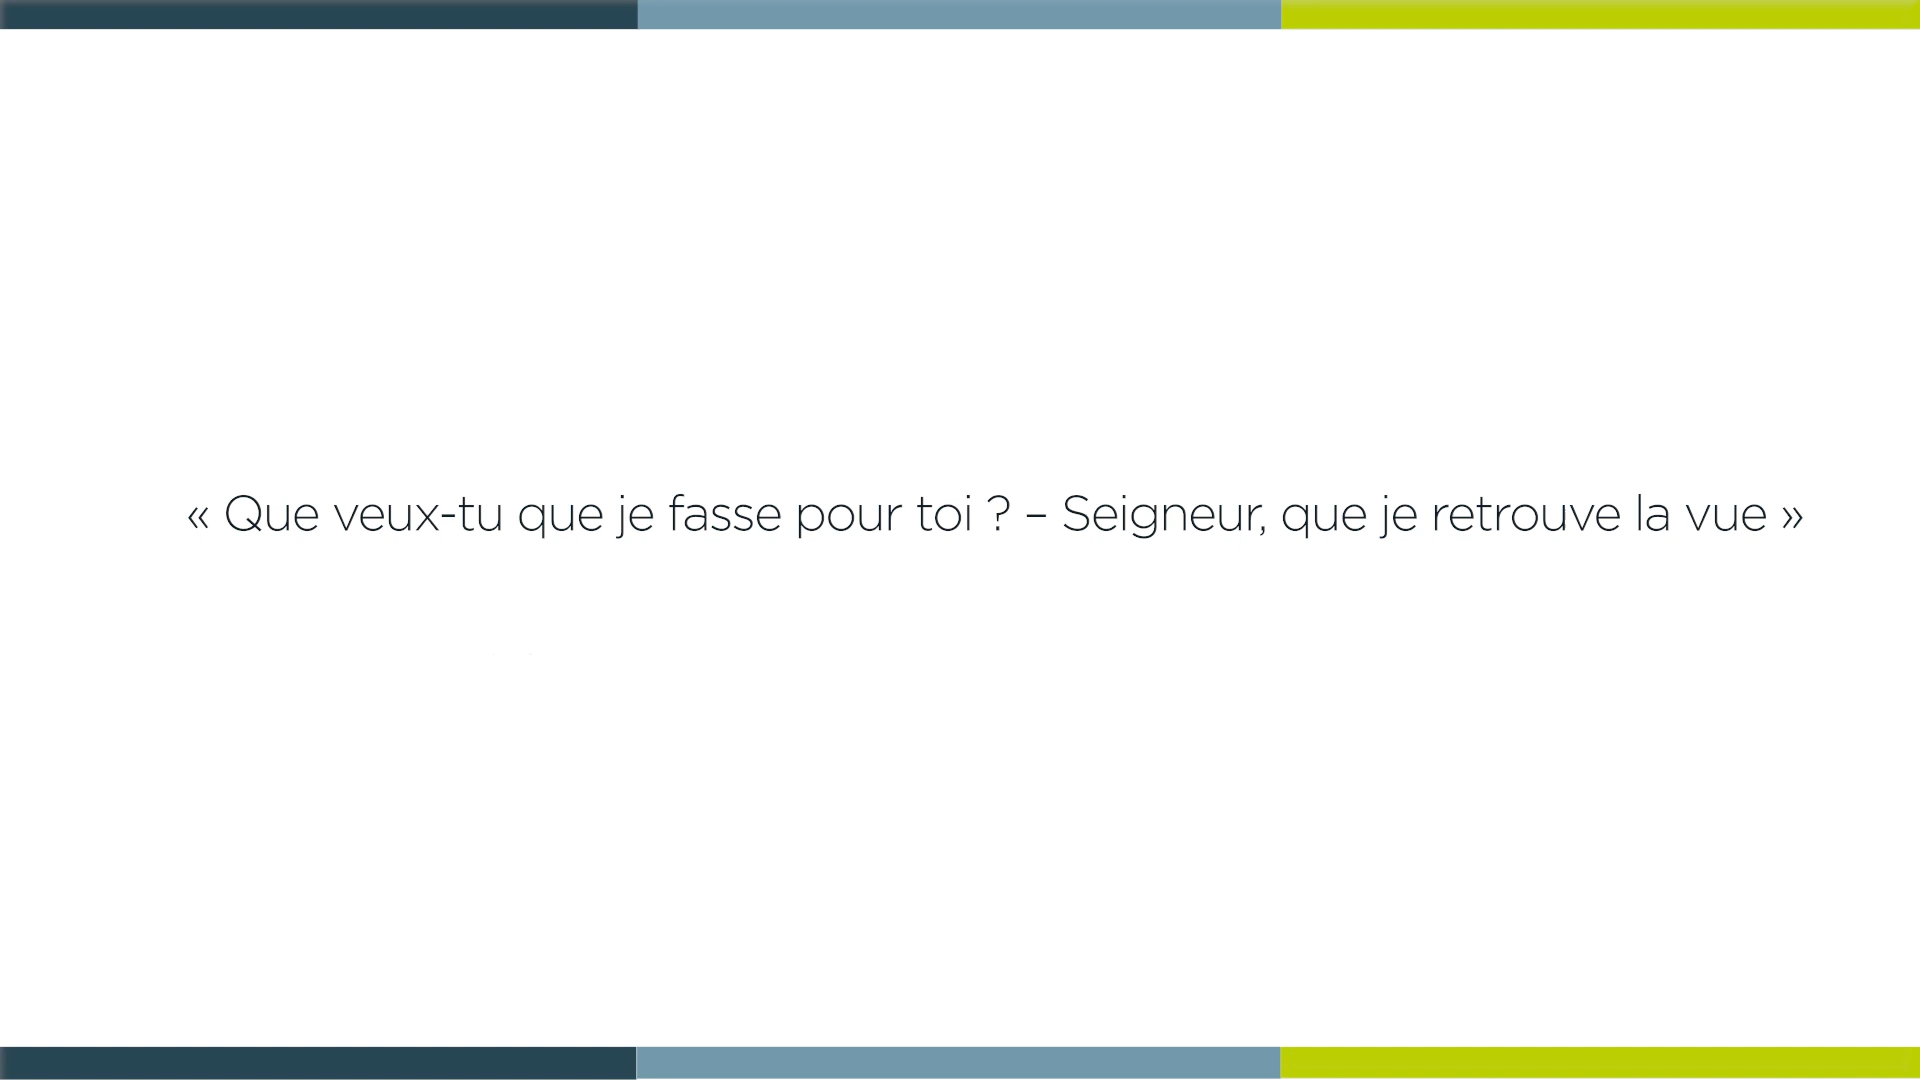 « Que veux-tu que je fasse pour toi ? – Seigneur, que je retrouve la vue »